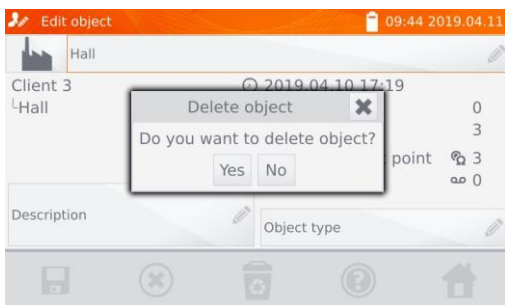 Edit object
09:44 2019.04.11
Hall
Client 3
2019.04.10 17:19
Hall
0
3
Delete object
Do you want to delete object?
Yes No
point 3
0
Description
Object type